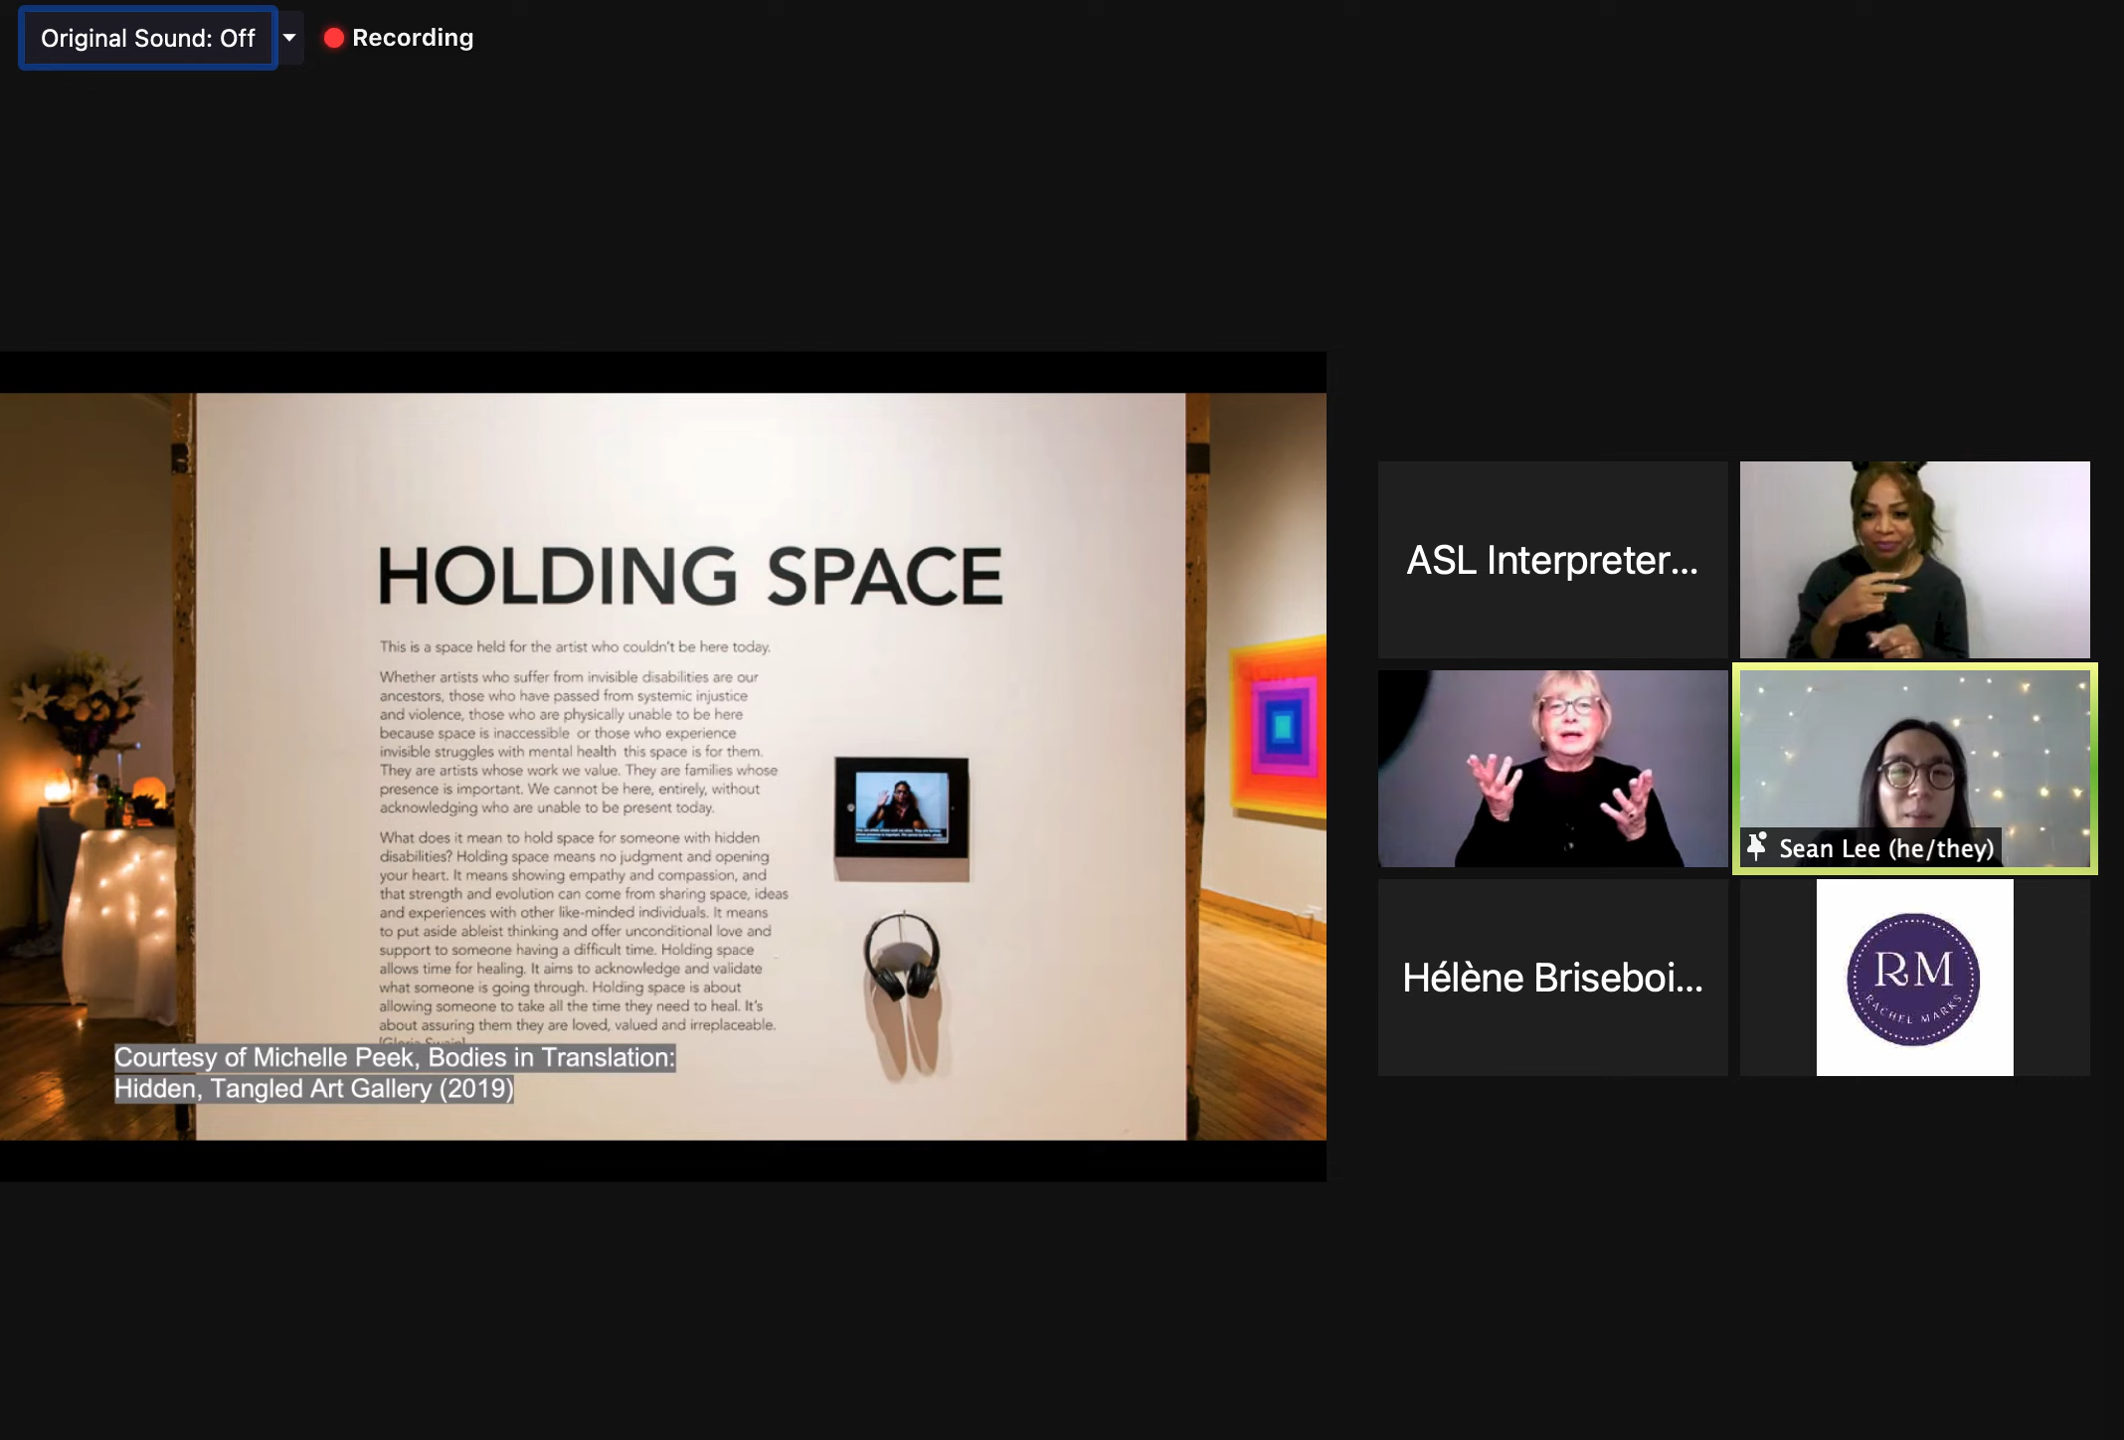 Original Sound: Off
Recording
HOLDING SPACE
This is a space held for the artist who couldn't be here today.
Whether artists who suffer from invisible disabilities are our
ancestors, those who have passed from systemic injustice
and violence, those who are physically unable to be here
because space is inaccessible or those who experience
invisible struggles with mental health this space is for them.
They are artists whose work we value. They are families whose
presence is important. We cannot be here, entirely, without
acknowledging who are unable to be present today.
What does it mean to hold space for someone with hidden
disabilities? Holding space means no judgment and opening
your heart. It means showing empathy and compassion, and
that strength and evolution can come from sharing space, ideas
and experiences with other like-minded individuals. It means
to put aside ableist thinking and offer unconditional love and
support to someone having a difficult time. Holding space
allows time for healing. It aims to acknowledge and validate
what someone is going through. Holding space is about
allowing someone to take all the time they need to heal. It's
about assuring them they are loved, valued and irreplaceable.
Courtesy of Michelle Peek, Bodies in Translation:
Hidden, Tangled Art Gallery (2019)
ASL Interpreter...
Sean Lee (he/they)
Hélène Briseboi...
RM
RACHEL MARKS